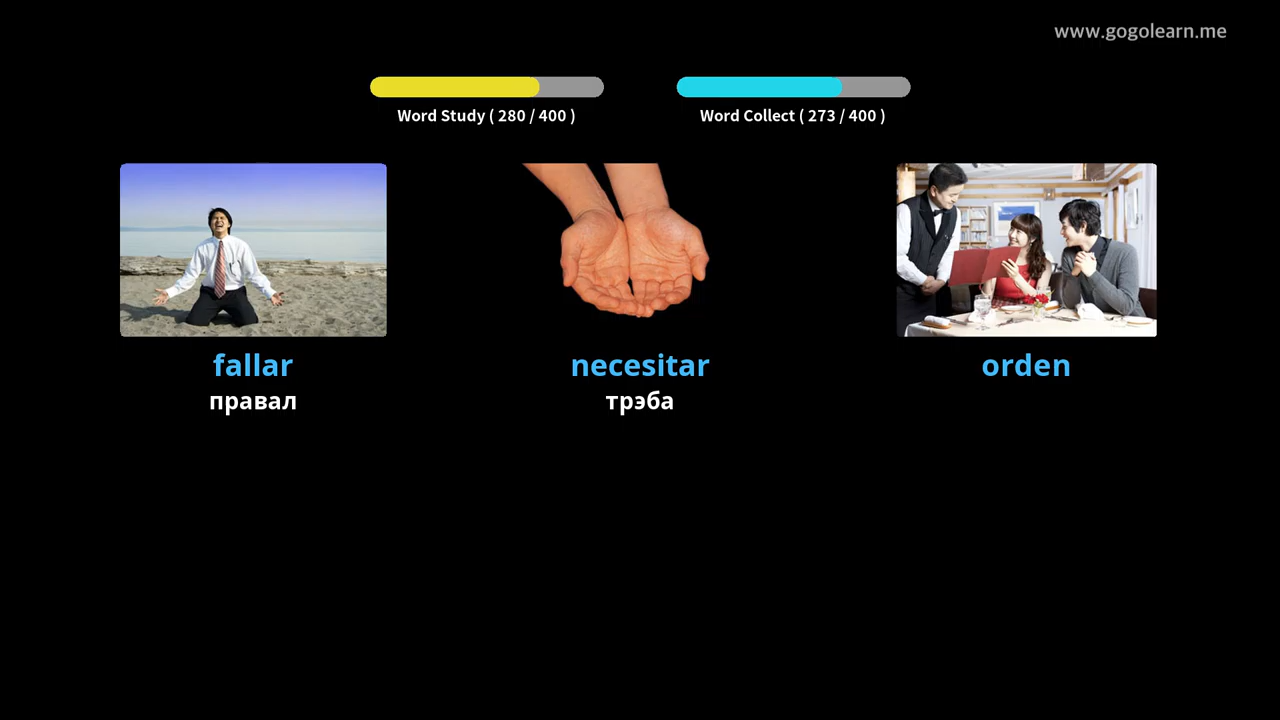 www.gogolearn.me
Word Study ( 280 / 400 )
Word Collect ( 273 / 400 )
fallar
правал
necesitar
трэба
orden